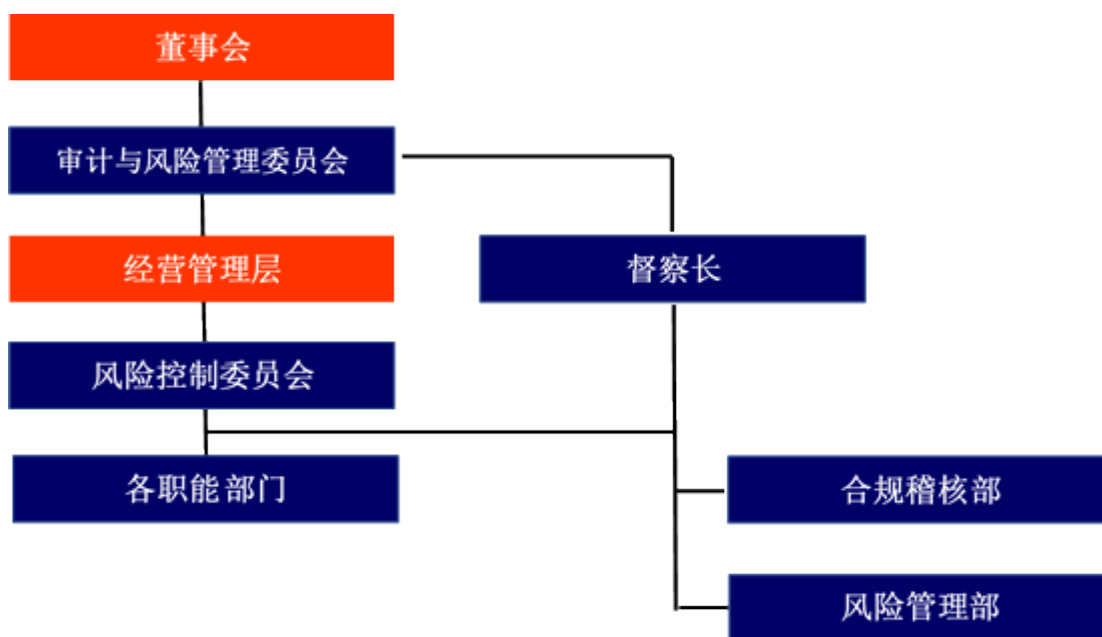 董事会
审计与风险管理委员会
经营管理层
督察长
风险控制委员会
各职能部门
合规稽核部
风险管理部